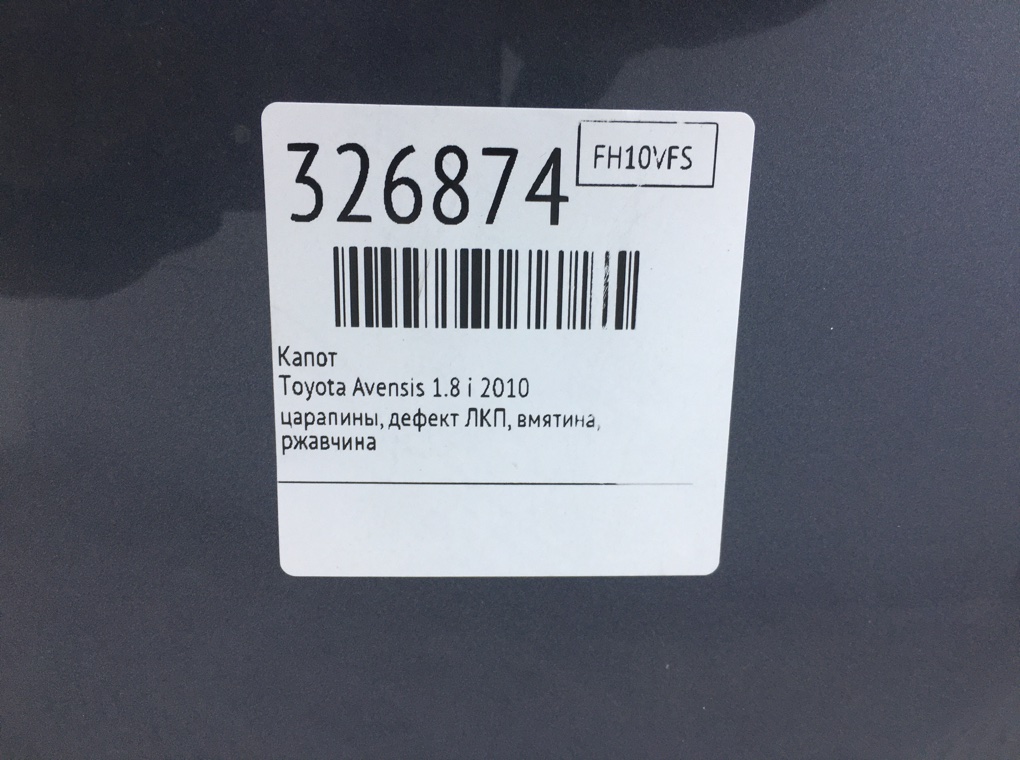 326874
FH10VFS
Капот
Toyota Avensis 1.8 i 2010
царапины, дефект ЛКП, вмятина,
ржавчина